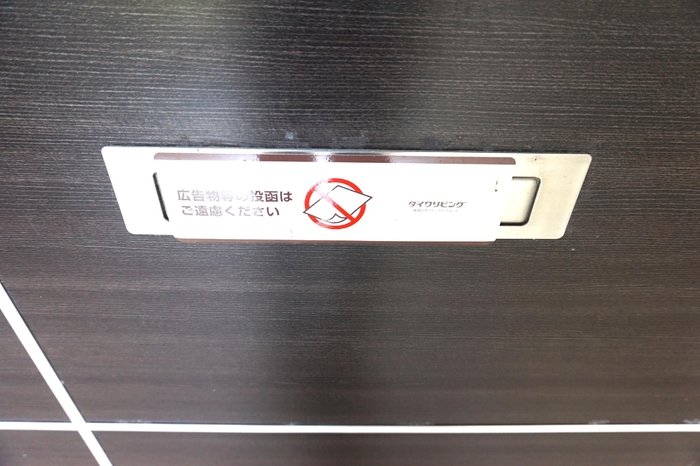 広告物等の投函は
ご遠慮ください
ダイワリビング